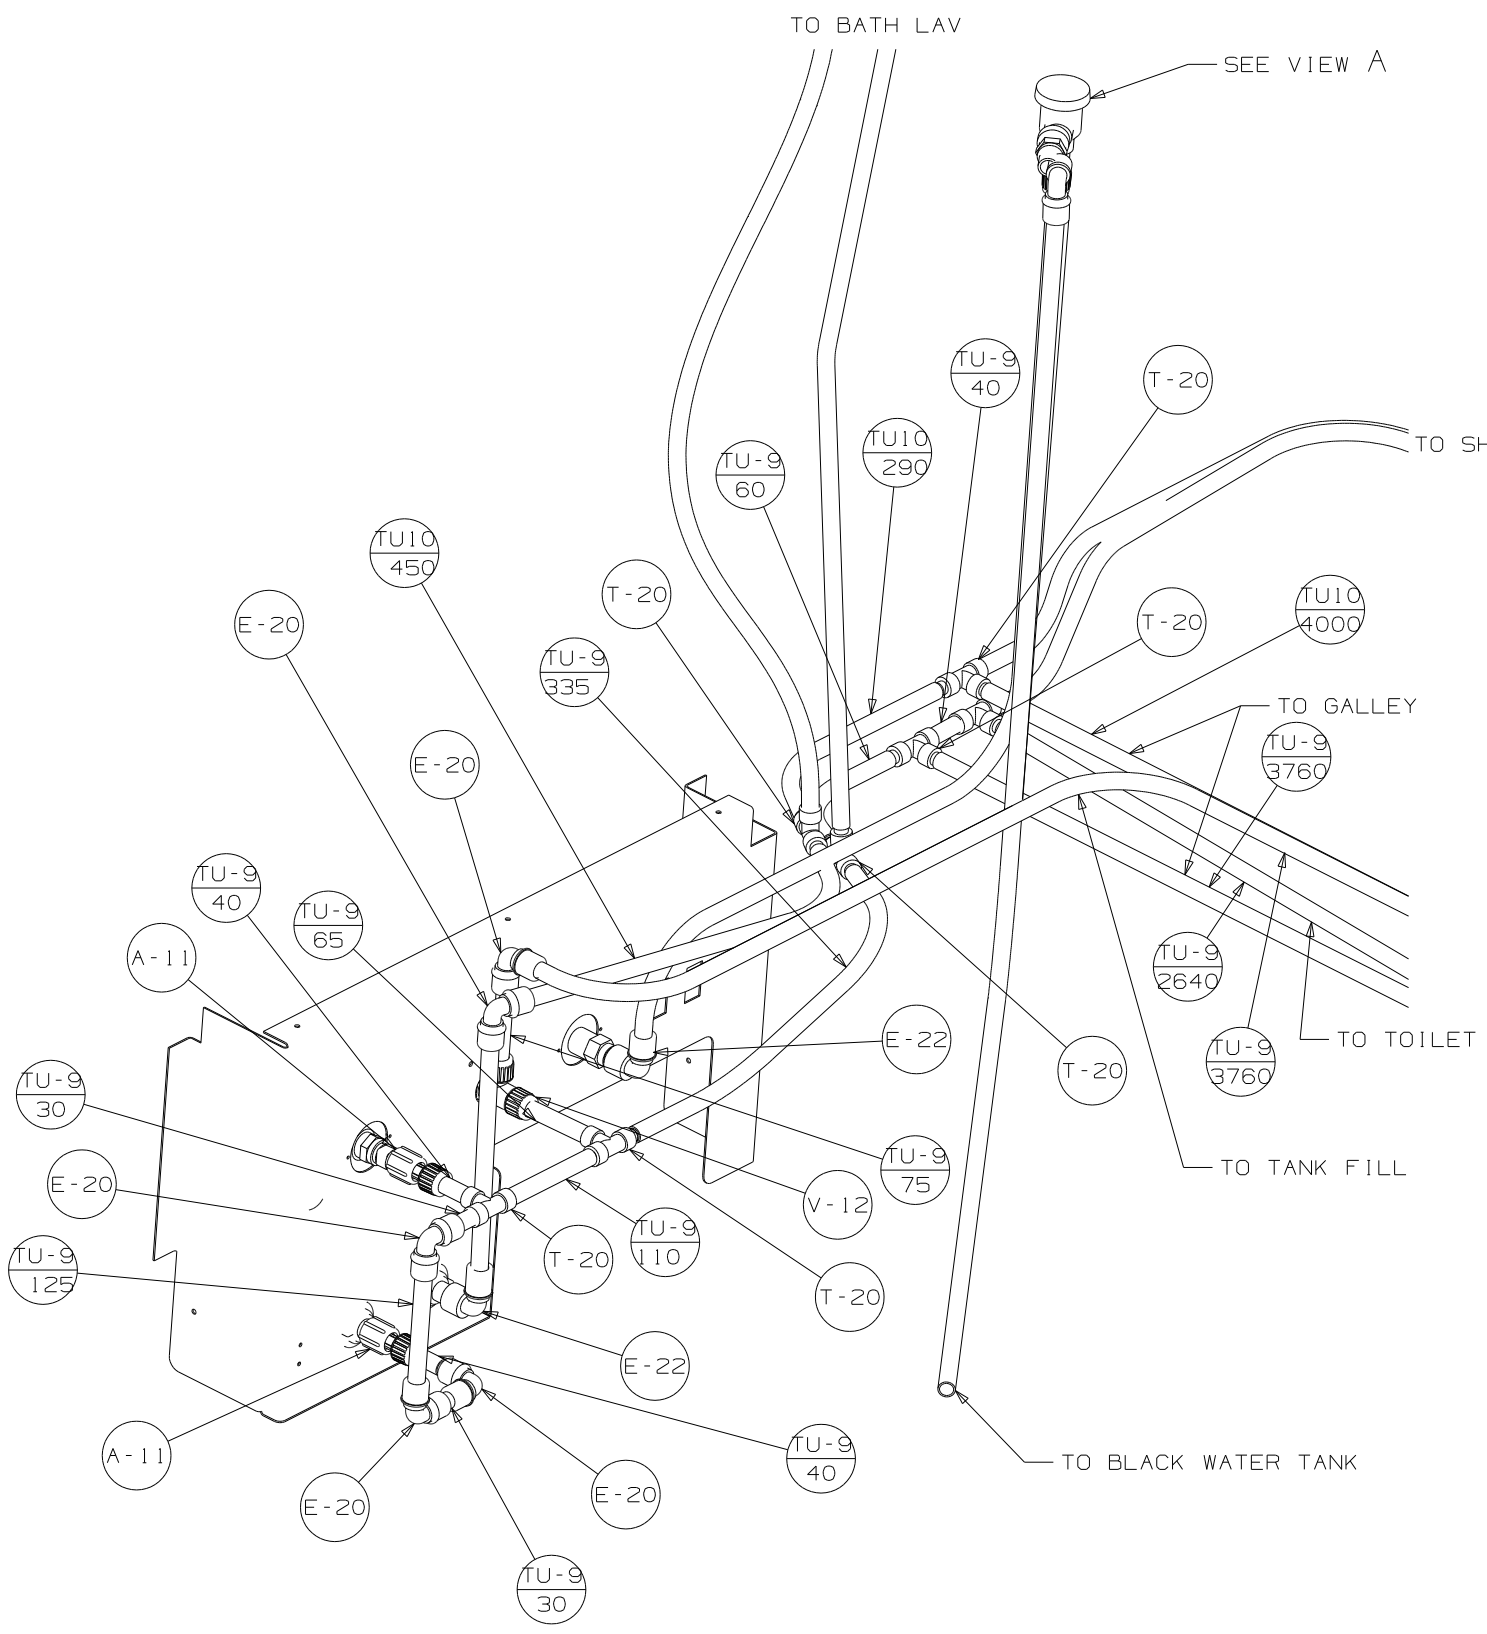 TO BATH LAV
SEE VIEW A
TU-9
40
T-20
TU10
290
TO SH
TU-9
60
TU10
450
T-20
E-20
TU10
4000
T-20
TU-9
335
TO GALLEY
TU-9
3760
E-20
TU-9
40
TU-9
65
A-11
TU-9
2640
E-22
TO TOILET
TU-9
3760
T-20
TU-9
30
TO TANK FILL
TU-9
75
E-20
V-12
TU-9
110
T-20
TU-9
125
T-20
E-22
A-11
TU-9
40
TO BLACK WATER TANK
E-20
E-20
TU-9
30